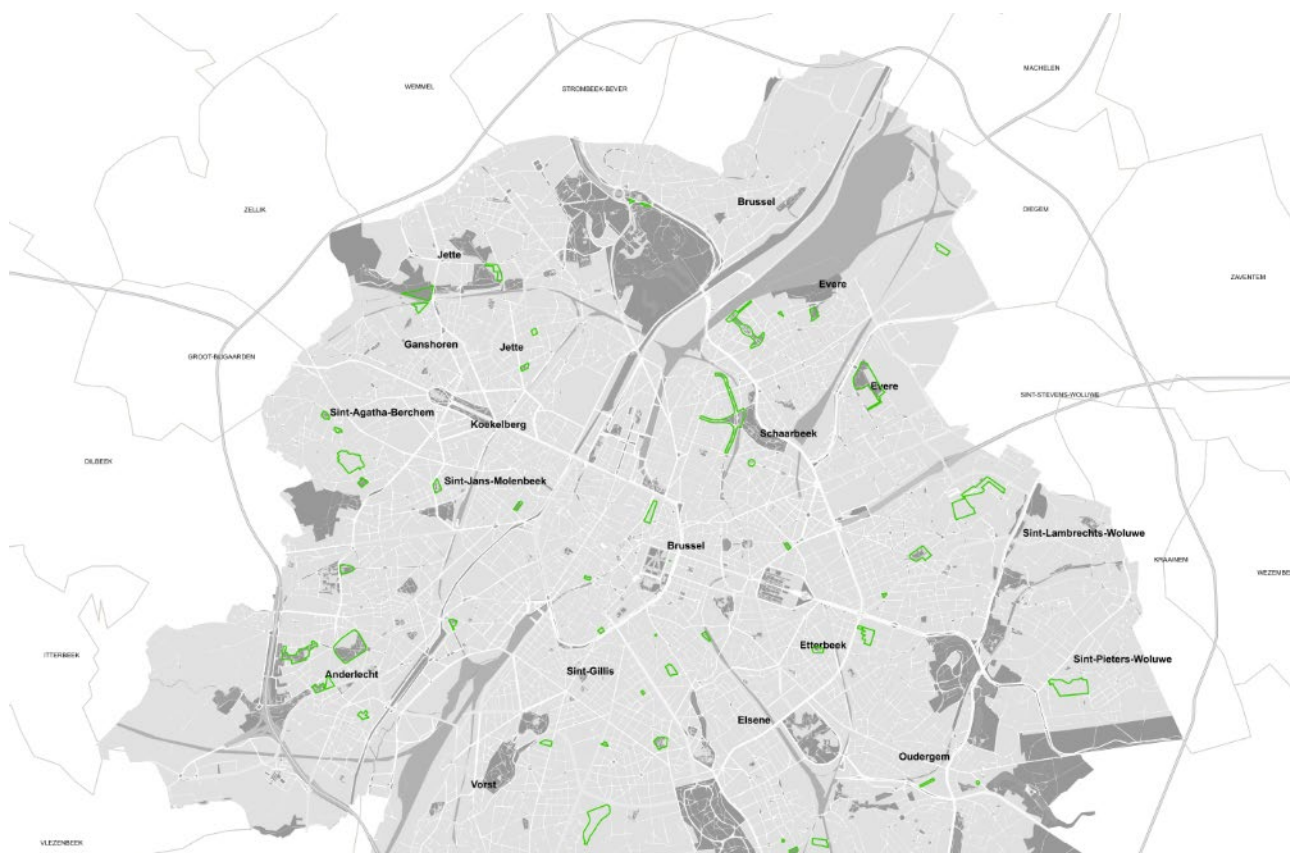 MACHELEN
WEMMEL
STROMBEEK-BEVER
Brussel
ZELLIK
DIEGEM
Jette
ZAVENTEM
Evere
Ganshoren
Jette
GROOT-BIJGAARDEN
Evere
SINT-STEVENS-WOLUWE
Sint-Agatha-Berchem
Koekelberg
Schaarbeek
DILBEEK
Sint-Jans-Molenbeek
Sint-Lambrechts-Woluwe
Brussel
KRAAINEM
WEZEMBE
Etterbeek
ITTERBEEK
Sint-Pieters-Woluwe
Sint-Gillis
Anderlecht
Elsene
Oudergem
Vorst
VLEZENBEEK